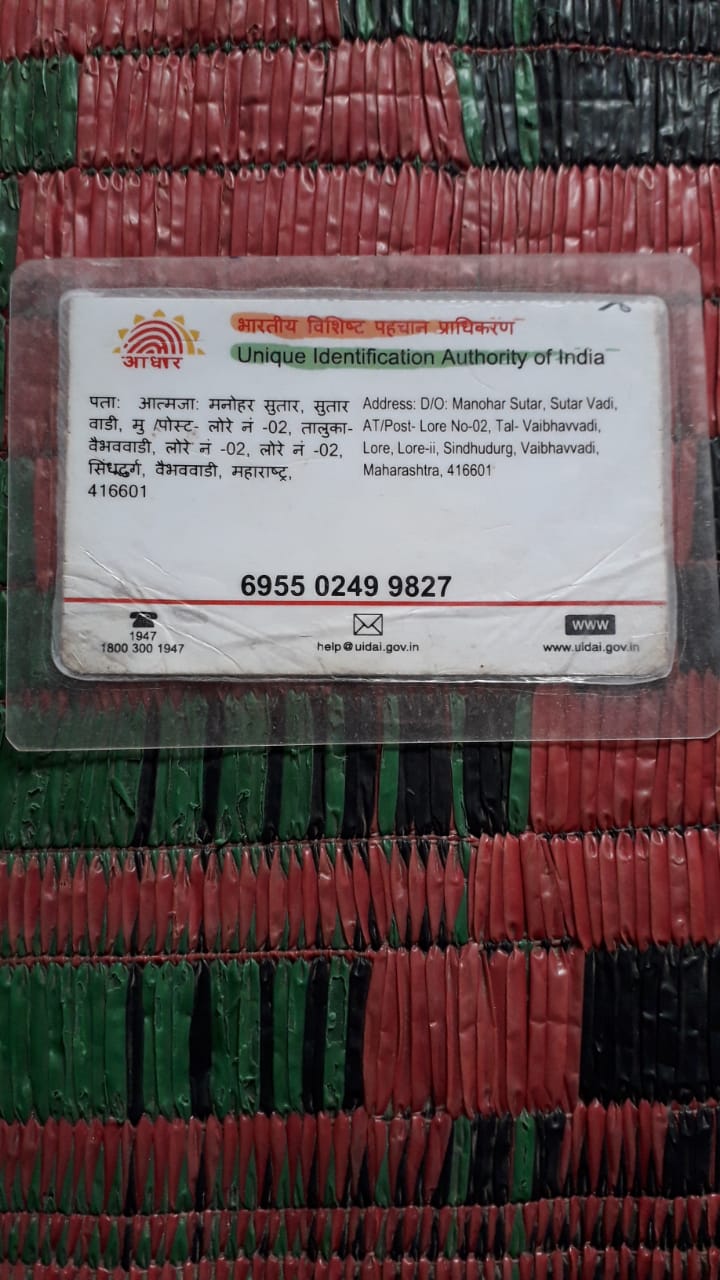 आधार
भारतीय विशिष्ट पहचान प्राधिकरण
Unique Identification Authority of India
पता: आत्मजा: मनोहर सुतार, सुतार
वाडी, मु /पोस्ट- लोरे नं -02, तालुका-
वैभववाडी, लोरे नं -02, लोरे नं -02,
सिंधुदुर्ग, वैभववाडी, महाराष्ट्र,
416601
Address: D/O: Manohar Sutar, Sutar Vadi,
AT/Post- Lore No-02, Tal- Vaibhavvadi,
Lore, Lore-ii, Sindhudurg, Vaibhavvadi,
Maharashtra, 416601
6955 0249 9827
1947
1800 300 1947
help@uidai.gov.in
WWW
www.uidai.gov.in